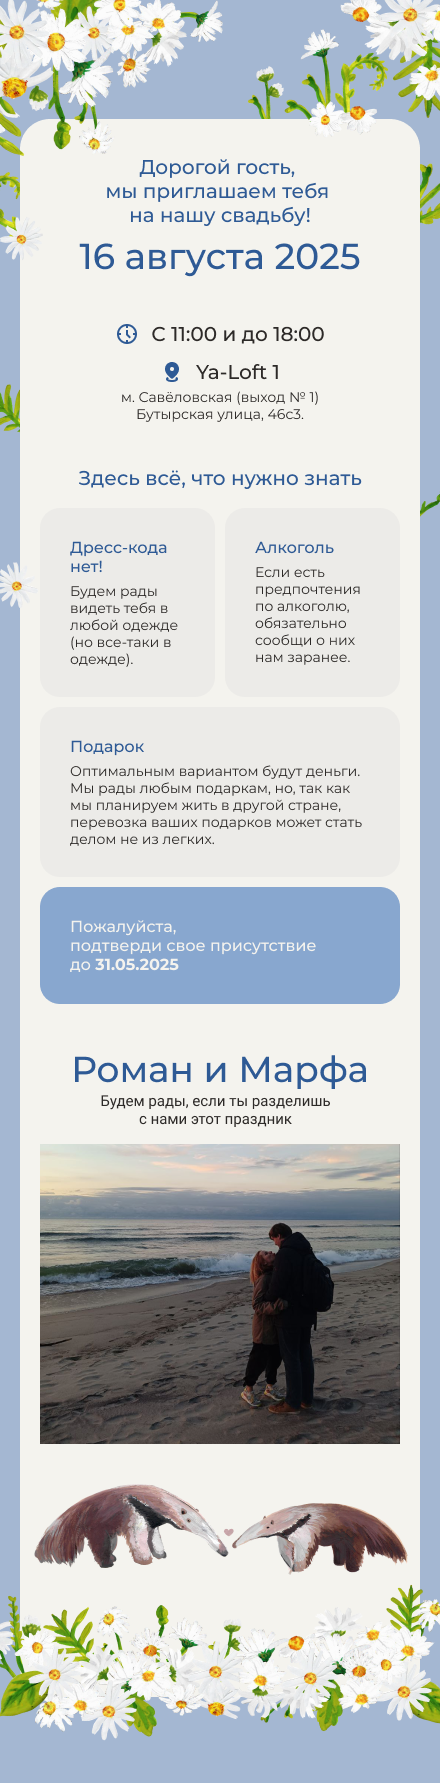 Дорогой гость,
мы приглашаем тебя
на нашу свадьбу!
16 августа 2025
С 11:00 и до 18:00
Ya-Loft 1
м. Савёловская (выход № 1)
Бутырская улица, 46с3.
Здесь всё, что нужно знать
Дресс-кода
нет!
Будем рады
видеть тебя в
любой одежде
(но все-таки в
одежде).
Алкоголь
Если есть
предпочтения
по алкоголю,
обязательно
сообщи о них
нам заранее.
Подарок
Оптимальным вариантом будут деньги.
Мы рады любым подаркам, но, так как
мы планируем жить в другой стране,
перевозка ваших подарков может стать
делом не из легких.
Пожалуйста,
подтверди свое присутствие
до 31.05.2025
Роман и Марфа
Будем рады, если ты разделишь
с нами этот праздник